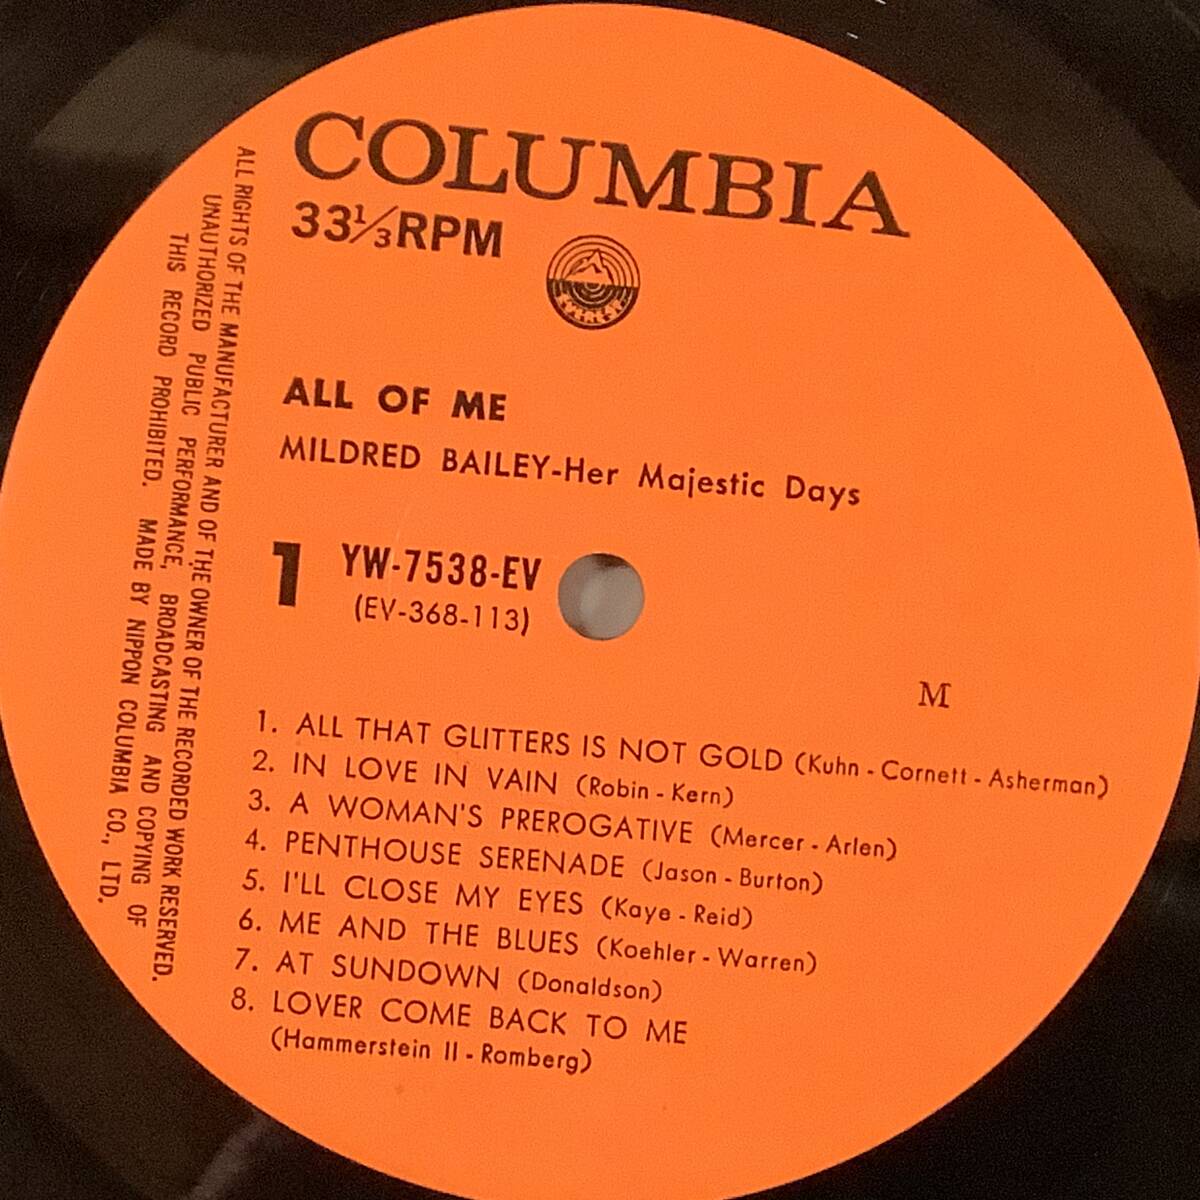 COLUMBIA
33⅓RPM
EVEREST
ALL OF ME
MILDRED BAILEY-Her Majestic Days
1 YW-7538-EV
(EV-368-113)
M
1. ALL THAT GLITTERS IS NOT GOLD (Kuhn - Cornett - Asherman)
2. IN LOVE IN VAIN (Robin - Kern)
3. A WOMAN'S PREROGATIVE (Mercer - Arlen)
4. PENTHOUSE SERENADE (Jason - Burton)
5. I'LL CLOSE MY EYES (Kaye - Reid)
6. ME AND THE BLUES (Koehler - Warren)
7. AT SUNDOWN (Donaldson)
8. LOVER COME BACK TO ME
(Hammerstein II - Romberg)
ALL RIGHTS OF THE MANUFACTURER AND OF THE OWNER OF THE RECORDED WORK RESERVED.
UNAUTHORIZED PUBLIC PERFORMANCE, BROADCASTING AND COPYING OF
THIS RECORD PROHIBITED. MADE BY NIPPON COLUMBIA CO., LTD.